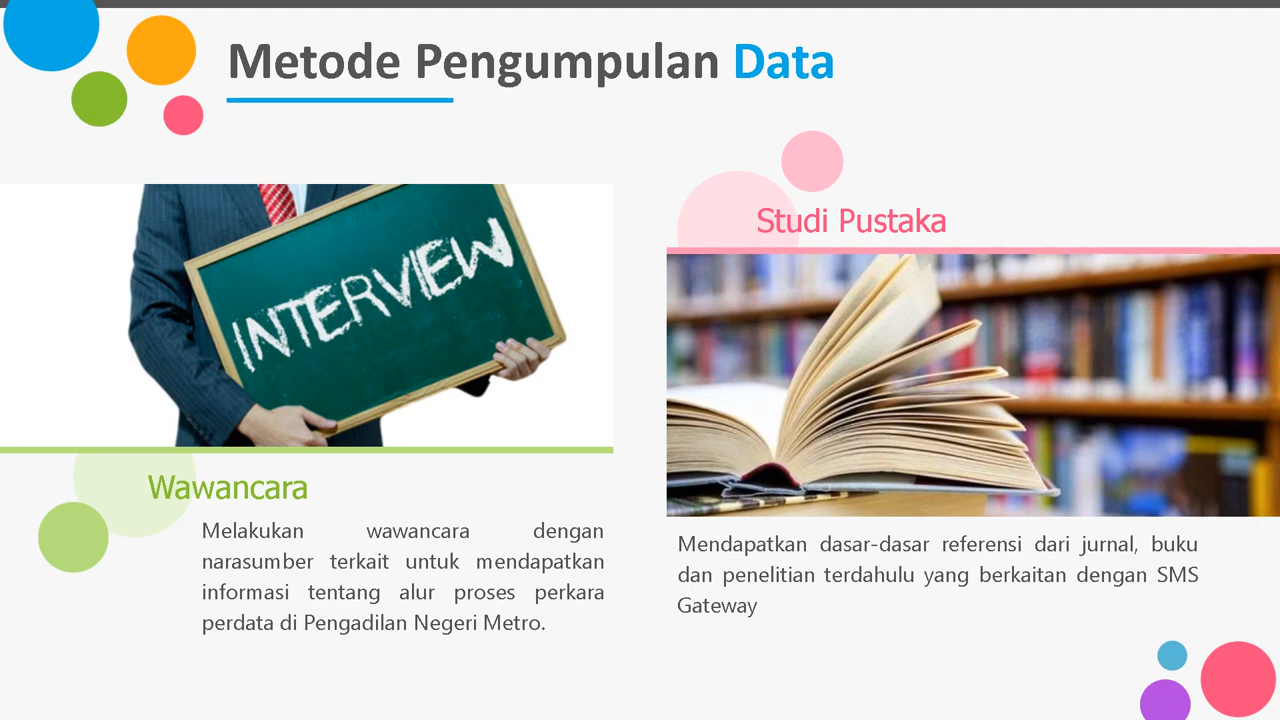 Metode Pengumpulan Data
INTERVIEW
Wawancara
Melakukan wawancara dengan
narasumber terkait untuk mendapatkan
informasi tentang alur proses perkara
perdata di Pengadilan Negeri Metro.
Studi Pustaka
Mendapatkan dasar-dasar referensi dari jurnal, buku
dan penelitian terdahulu yang berkaitan dengan SMS
Gateway